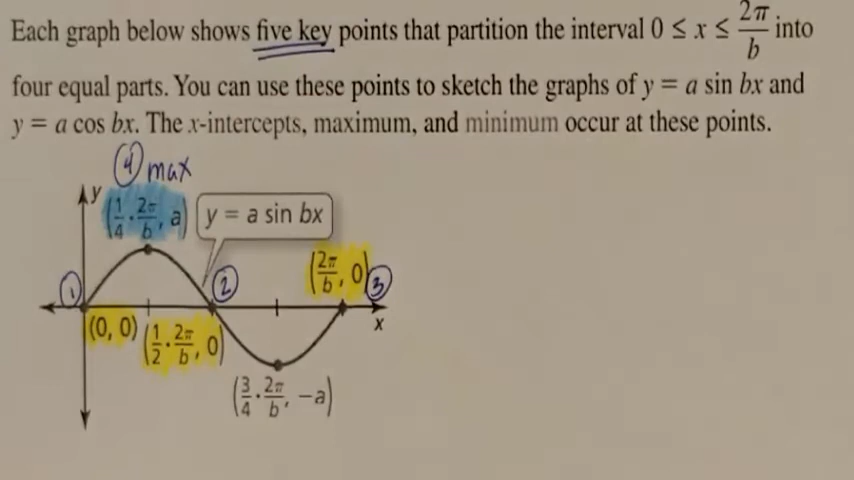 Each graph below shows five key points that partition the interval 0 ≤ x ≤ 2π/b into
four equal parts. You can use these points to sketch the graphs of y = a sin bx and
y = a cos bx. The x-intercepts, maximum, and minimum occur at these points.
④ max
y
(1/4 · 2π/b, a)
y = a sin bx
①
②
(2π/b, 0)
③
(0, 0)
(1/2 · 2π/b, 0)
x
(3/4 · 2π/b, −a)